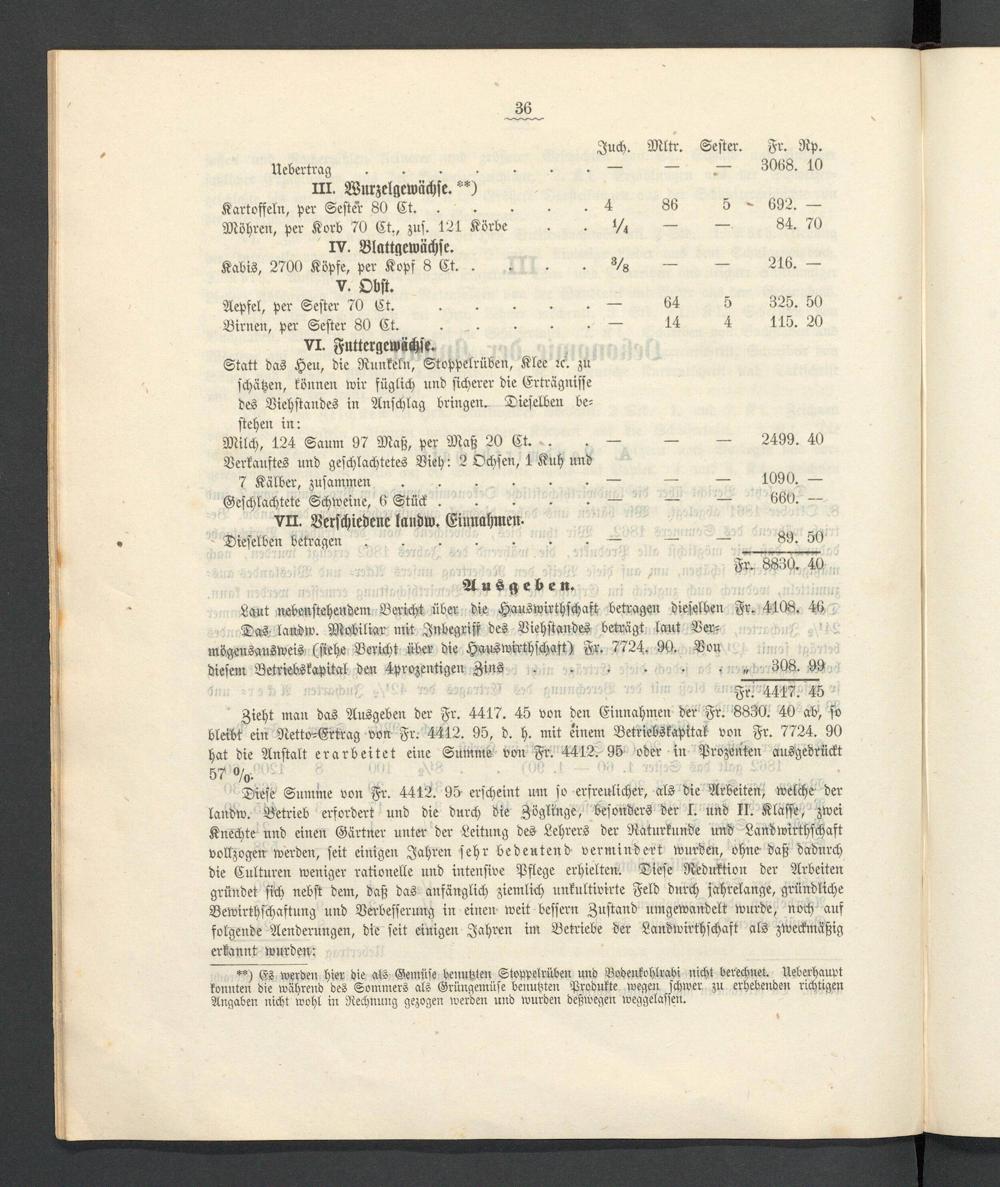 36
Juch. Mltr. Sester. Fr. Rp.
Uebertrag . . . . . . . — — — 3068. 10
III. Wurzelgewächse. **)
Kartoffeln, per Sester 80 Ct. . . . . . 4 86 5 692. —
Möhren, per Korb 70 Ct., zus. 121 Körbe . . 1/4 — — 84. 70
IV. Blattgewächse.
Kabis, 2700 Köpfe, per Kopf 8 Ct. . . . . 3/8 — — 216. —
V. Obst.
Aepfel, per Sester 70 Ct. . . . . . — 64 5 325. 50
Birnen, per Sester 80 Ct. . . . . . — 14 4 115. 20
VI. Futtergewächse.
Statt das Heu, die Runkeln, Stoppelrüben, Klee ꝛc. zu
schätzen, können wir füglich und sicherer die Erträgnisse
des Viehstandes in Anschlag bringen. Dieselben be-
stehen in:
Milch, 124 Saum 97 Maß, per Maß 20 Ct. . . — — — 2499. 40
Verkauftes und geschlachtetes Vieh: 2 Ochsen, 1 Kuh und
7 Kälber, zusammen . . . . . . — — — 1090. —
Geschlachtete Schweine, 6 Stück . . . . . — — — 660. —
VII. Verschiedene landw. Einnahmen.
Dieselben betragen . . . . . . . — — — 89. 50
Fr. 8830. 40
Ausgeben.
Laut nebenstehendem Bericht über die Hauswirthschaft betragen dieselben Fr. 4108. 46
Das landw. Mobiliar mit Inbegriff des Viehstandes beträgt laut Ver-
mögensausweis (siehe Bericht über die Hauswirthschaft) Fr. 7724. 90. Von
diesem Betriebskapital den 4prozentigen Zins . . . . . . . „ 308. 99
Fr. 4417. 45
Zieht man das Ausgeben der Fr. 4417. 45 von den Einnahmen der Fr. 8830. 40 ab, so
bleibt ein Netto-Ertrag von Fr. 4412. 95, d. h. mit einem Betriebskapital von Fr. 7724. 90
hat die Anstalt erarbeitet eine Summe von Fr. 4412. 95 oder in Prozenten ausgedrückt
57 %.
Diese Summe von Fr. 4412. 95 erscheint um so erfreulicher, als die Arbeiten, welche der
landw. Betrieb erfordert und die durch die Zöglinge, besonders der I. und II. Klasse, zwei
Knechte und einen Gärtner unter der Leitung des Lehrers der Naturkunde und Landwirthschaft
vollzogen werden, seit einigen Jahren sehr bedeutend vermindert wurden, ohne daß dadurch
die Culturen weniger rationelle und intensive Pflege erhielten. Diese Reduktion der Arbeiten
gründet sich nebst dem, daß das anfänglich ziemlich unkultivirte Feld durch jahrelange, gründliche
Bewirthschaftung und Verbesserung in einen weit bessern Zustand umgewandelt wurde, noch auf
folgende Aenderungen, die seit einigen Jahren im Betriebe der Landwirthschaft als zweckmäßig
erkannt wurden:
**) Es werden hier die als Gemüse benutzten Stoppelrüben und Bodenkohlrabi nicht berechnet. Ueberhaupt
konnten die während des Sommers als Grüngemüse benutzten Produkte wegen schwer zu erhebenden richtigen
Angaben nicht wohl in Rechnung gezogen werden und wurden deßwegen weggelassen.